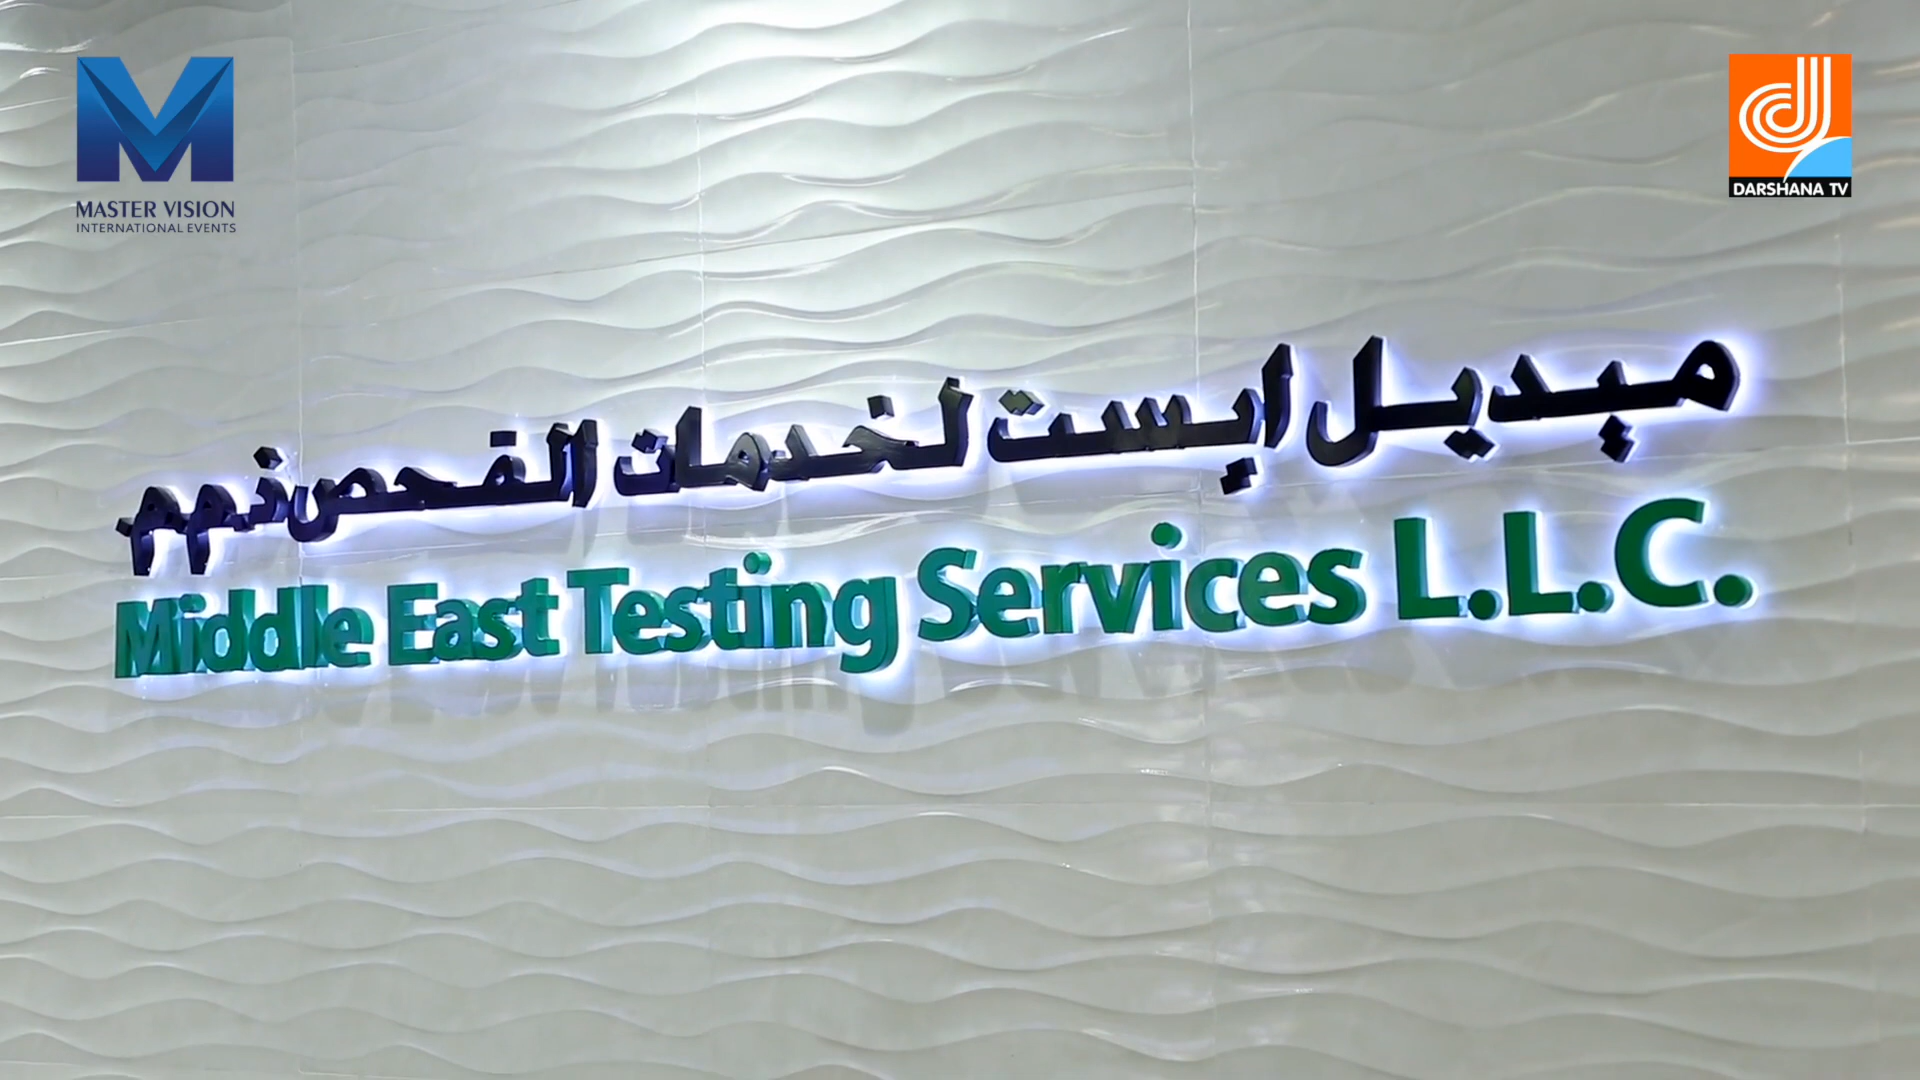 MASTER VISION
INTERNATIONAL EVENTS
DARSHANA TV
ميديل ايست لخدمات الفحص ذ.م.م.
Middle East Testing Services L.L.C.